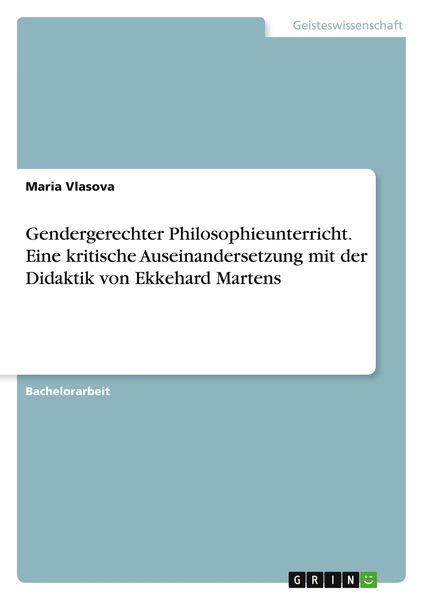 Geisteswissenschaft
Maria Vlasova
Gendergerechter Philosophieunterricht.
Eine kritische Auseinandersetzung mit der
Didaktik von Ekkehard Martens
Bachelorarbeit
GRIN